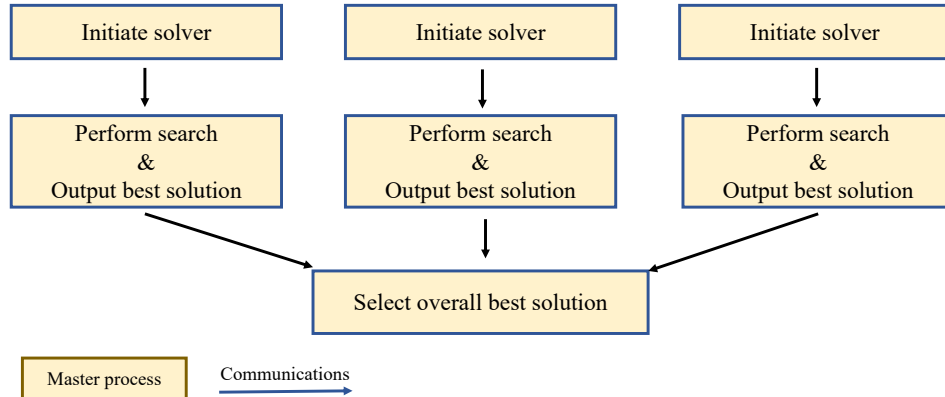 Initiate solver
Initiate solver
Initiate solver
Perform search
&
Output best solution
Perform search
&
Output best solution
Perform search
&
Output best solution
Select overall best solution
Master process
Communications